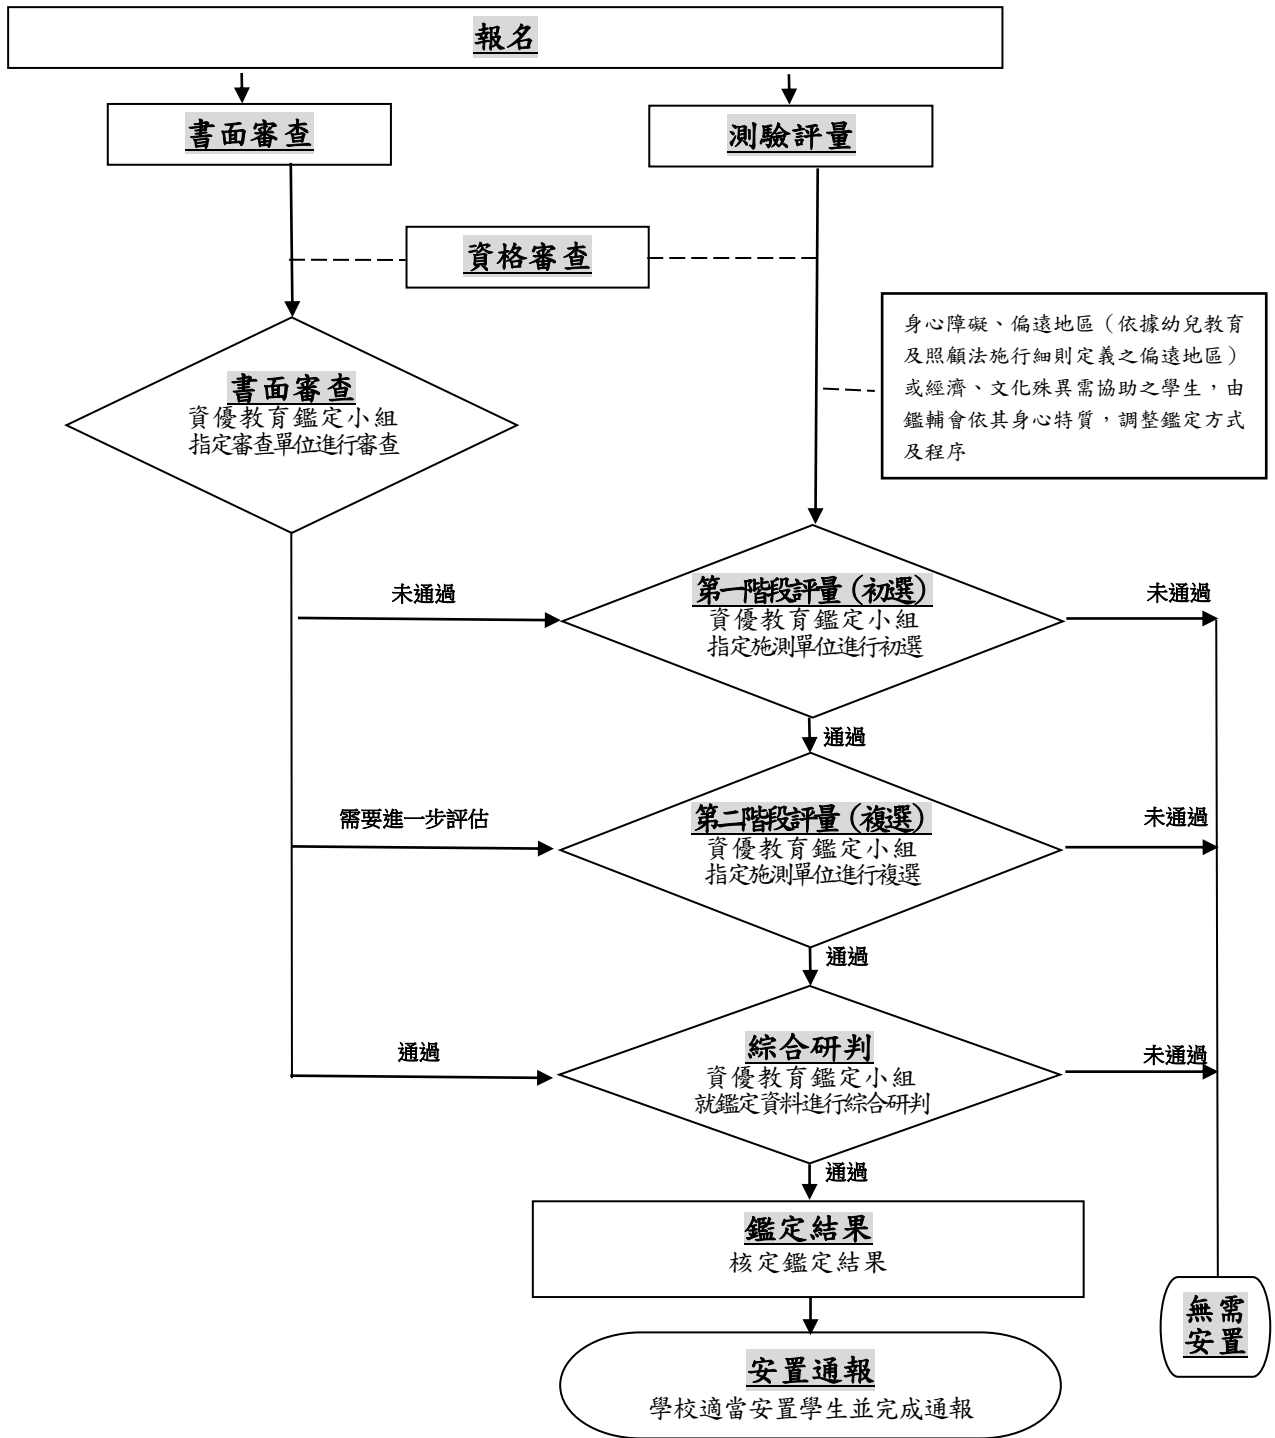 報名
書面審查
測驗評量
資格審查
身心障礙、偏遠地區（依據幼兒教育
及照顧法施行細則定義之偏遠地區）
或經濟、文化殊異需協助之學生，由
鑑輔會依其身心特質，調整鑑定方式
及程序
書面審查
資優教育鑑定小組
指定審查單位進行審查
未通過
第一階段評量（初選）
資優教育鑑定小組
指定施測單位進行初選
未通過
通過
需要進一步評估
第二階段評量（複選）
資優教育鑑定小組
指定施測單位進行複選
未通過
通過
通過
綜合研判
資優教育鑑定小組
就鑑定資料進行綜合研判
未通過
通過
鑑定結果
核定鑑定結果
無需
安置
安置通報
學校適當安置學生並完成通報